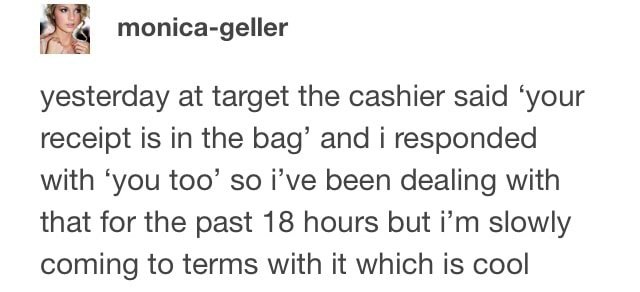 monica-geller
yesterday at target the cashier said ‘your
receipt is in the bag’ and i responded
with ‘you too’ so i’ve been dealing with
that for the past 18 hours but i’m slowly
coming to terms with it which is cool